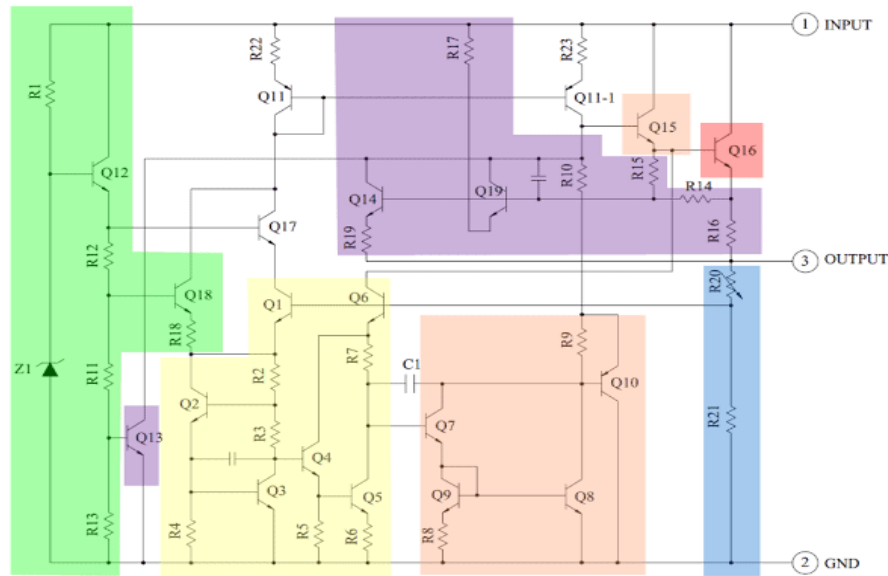 1 INPUT
R22
R17
R23
R1
Q11
Q11-1
Q15
Q16
Q12
R10
R15
R14
Q14
Q19
R16
R12
Q17
R19
3 OUTPUT
R20
Q18
Q1
Q6
R18
R7
R9
Z1
R11
R2
C1
Q10
Q2
R3
Q7
R21
Q13
Q4
Q3
Q5
Q9
Q8
R13
R4
R5
R6
R8
2 GND